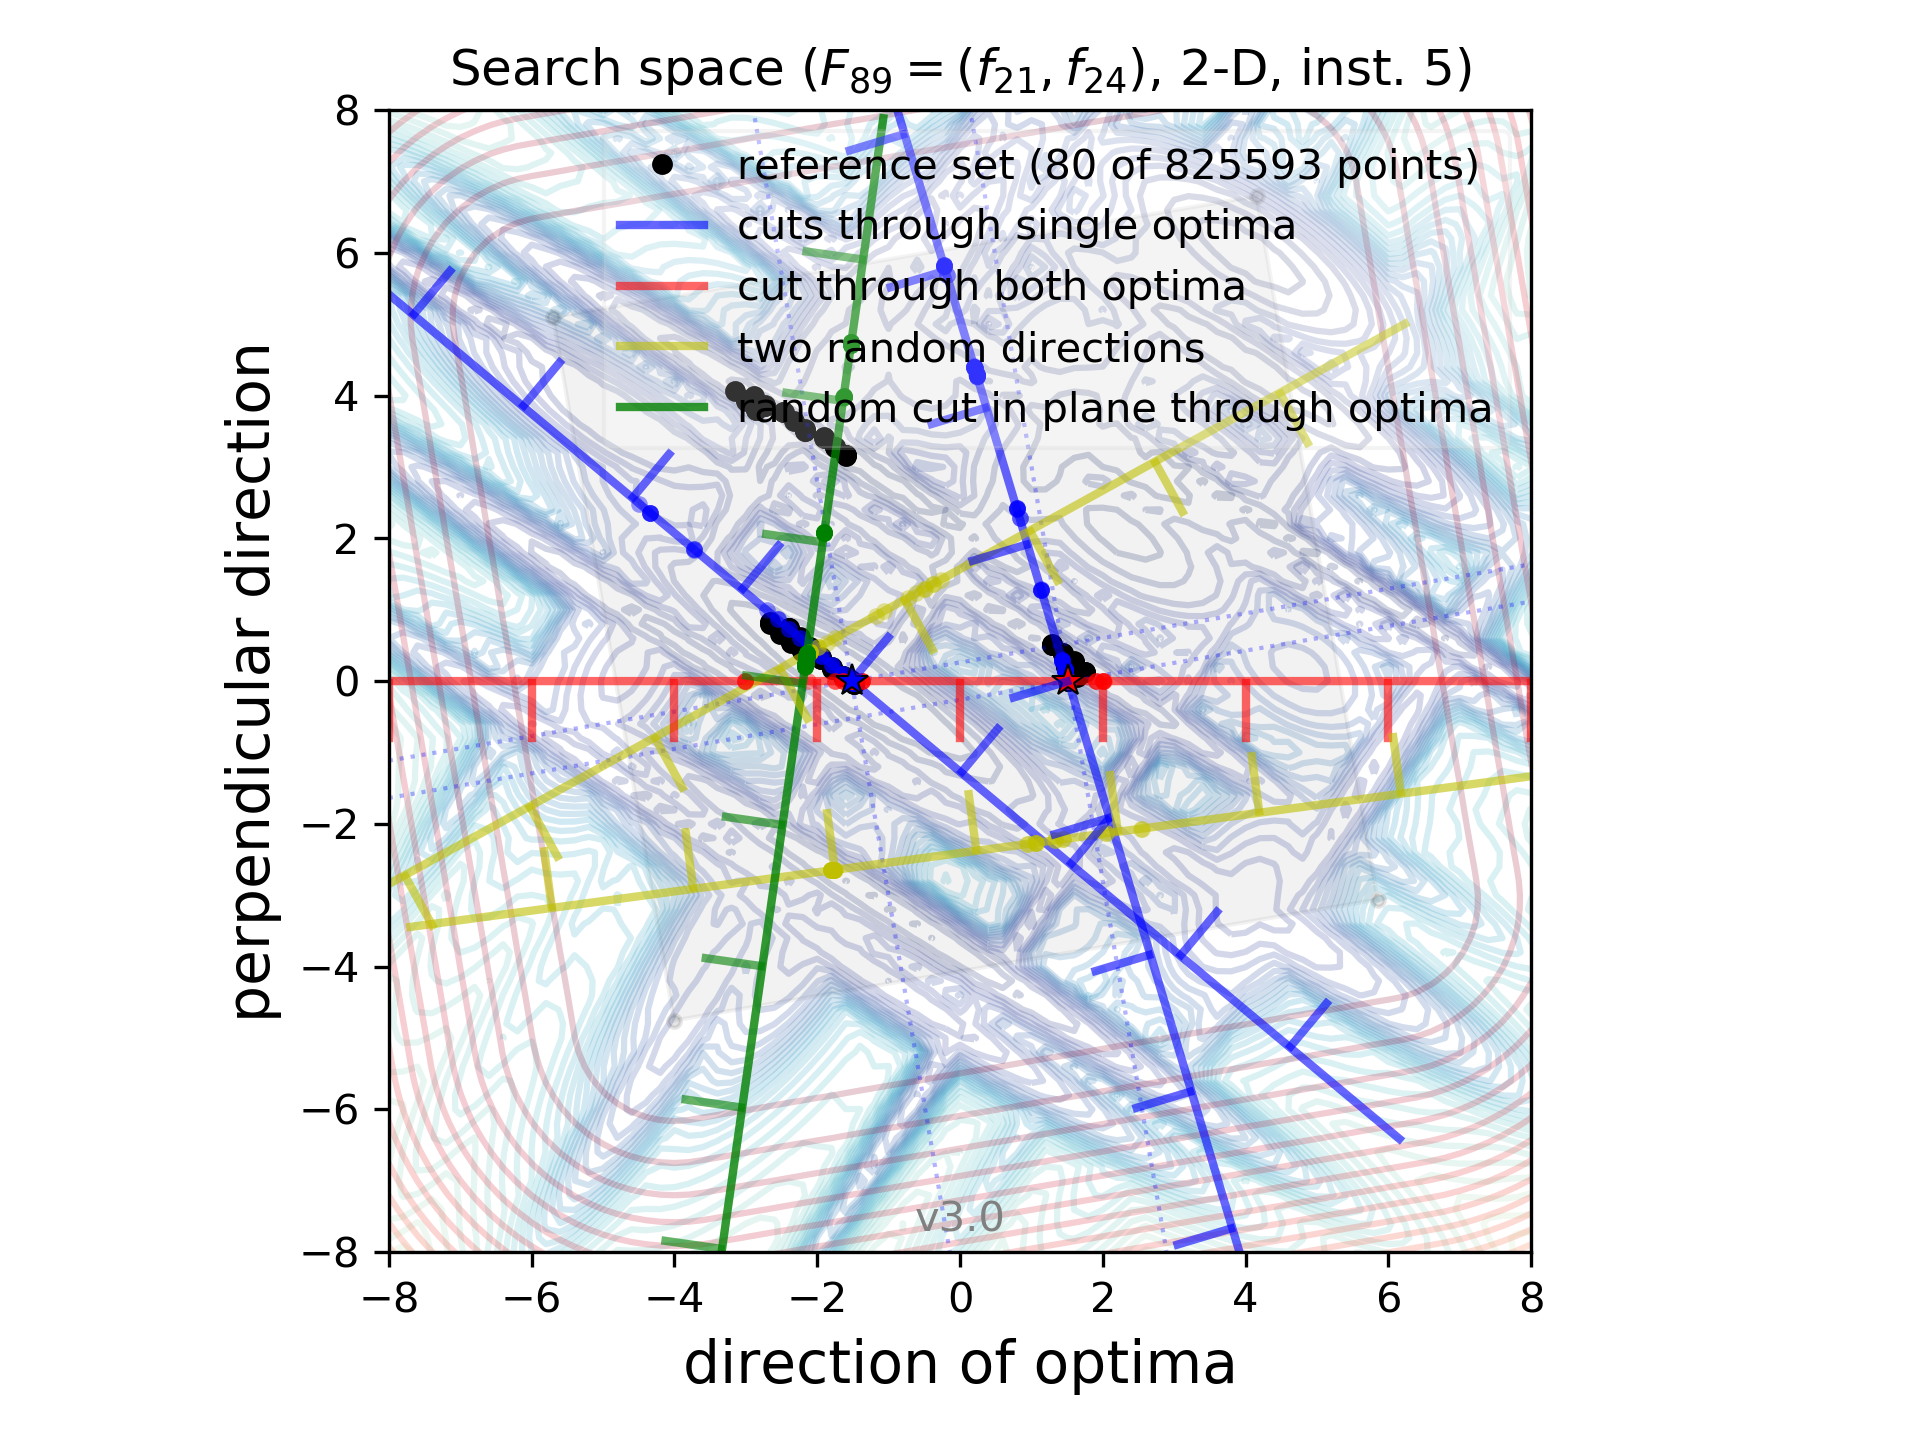 Search space (F₈₉ = (f₂₁, f₂₄), 2-D, inst. 5)
reference set (80 of 825593 points)
cuts through single optima
cut through both optima
two random directions
random cut in plane through optima
perpendicular direction
8
6
4
2
0
−2
−4
−6
−8
v3.0
−8 −6 −4 −2 0 2 4 6 8
direction of optima